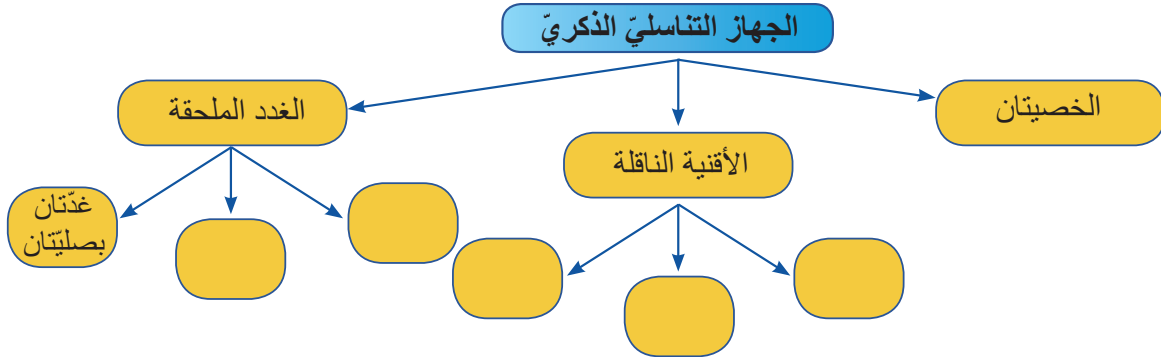 الجهاز التناسليّ الذكريّ
الخصيتان
الأقنية الناقلة
الغدد الملحقة
غدّتان
بصليّتان